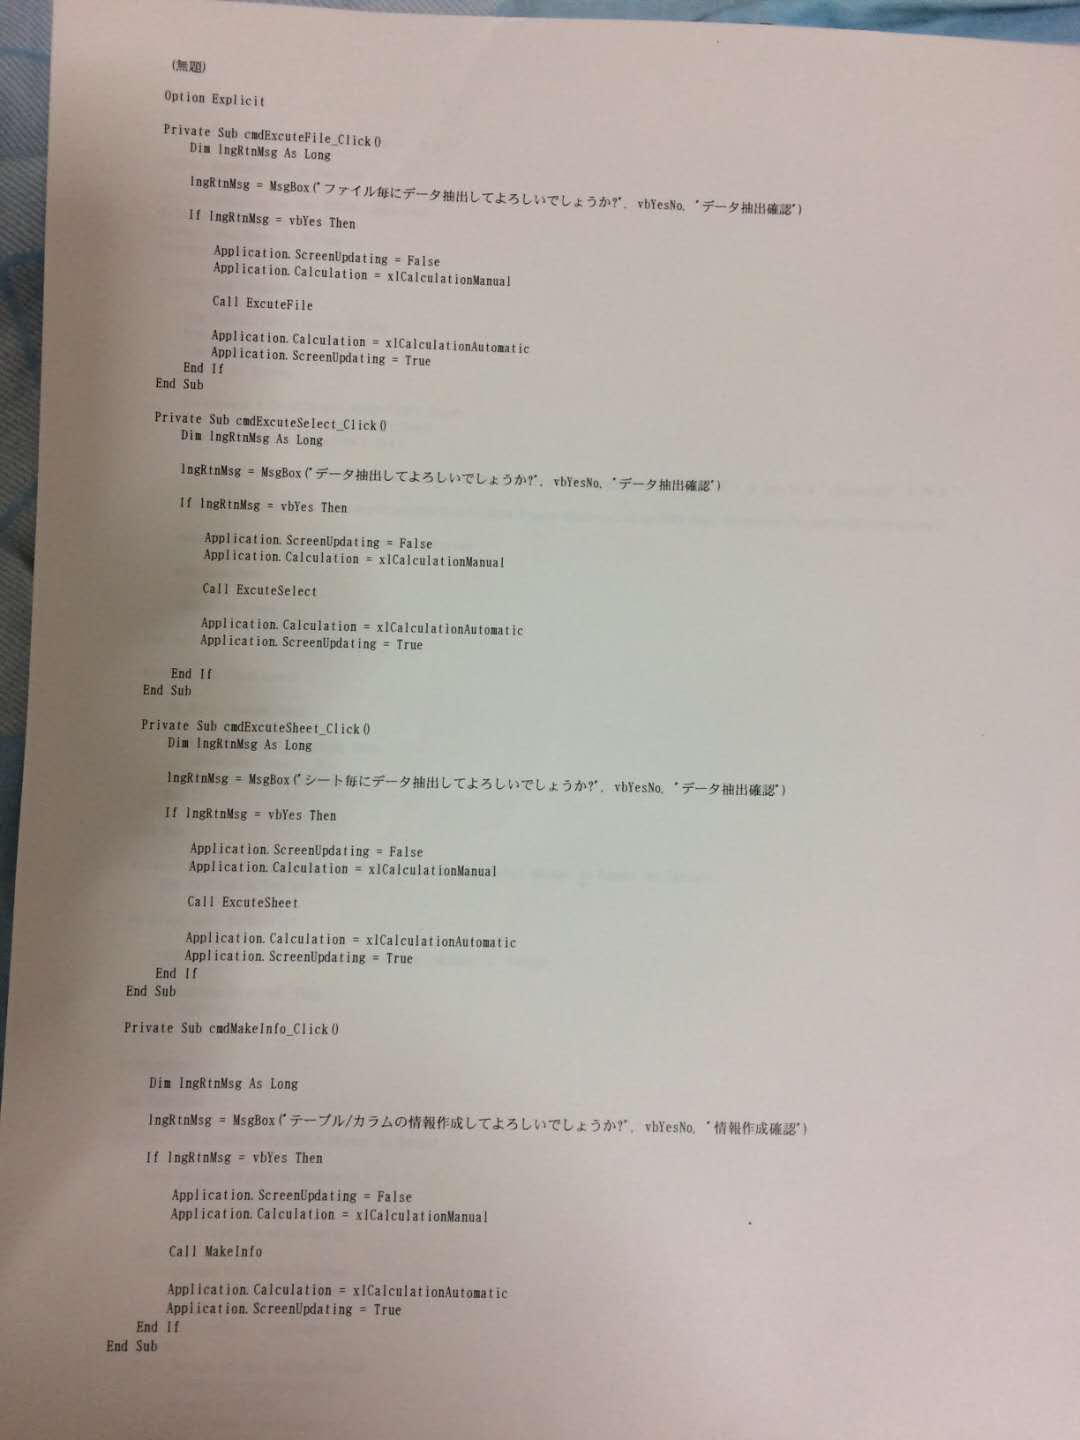 (無題)
Option Explicit
Private Sub cmdExcuteFile_Click()
Dim lngRtnMsg As Long
lngRtnMsg = MsgBox("ファイル毎にデータ抽出してよろしいでしょうか?", vbYesNo, "データ抽出確認")
If lngRtnMsg = vbYes Then
Application.ScreenUpdating = False
Application.Calculation = xlCalculationManual
Call ExcuteFile
Application.Calculation = xlCalculationAutomatic
Application.ScreenUpdating = True
End If
End Sub
Private Sub cmdExcuteSelect_Click()
Dim lngRtnMsg As Long
lngRtnMsg = MsgBox("データ抽出してよろしいでしょうか?", vbYesNo, "データ抽出確認")
If lngRtnMsg = vbYes Then
Application.ScreenUpdating = False
Application.Calculation = xlCalculationManual
Call ExcuteSelect
Application.Calculation = xlCalculationAutomatic
Application.ScreenUpdating = True
End If
End Sub
Private Sub cmdExcuteSheet_Click()
Dim lngRtnMsg As Long
lngRtnMsg = MsgBox("シート毎にデータ抽出してよろしいでしょうか?", vbYesNo, "データ抽出確認")
If lngRtnMsg = vbYes Then
Application.ScreenUpdating = False
Application.Calculation = xlCalculationManual
Call ExcuteSheet
Application.Calculation = xlCalculationAutomatic
Application.ScreenUpdating = True
End If
End Sub
Private Sub cmdMakeInfo_Click()
Dim lngRtnMsg As Long
lngRtnMsg = MsgBox("テーブル/カラムの情報作成してよろしいでしょうか?", vbYesNo, "情報作成確認")
If lngRtnMsg = vbYes Then
Application.ScreenUpdating = False
Application.Calculation = xlCalculationManual
Call MakeInfo
Application.Calculation = xlCalculationAutomatic
Application.ScreenUpdating = True
End If
End Sub